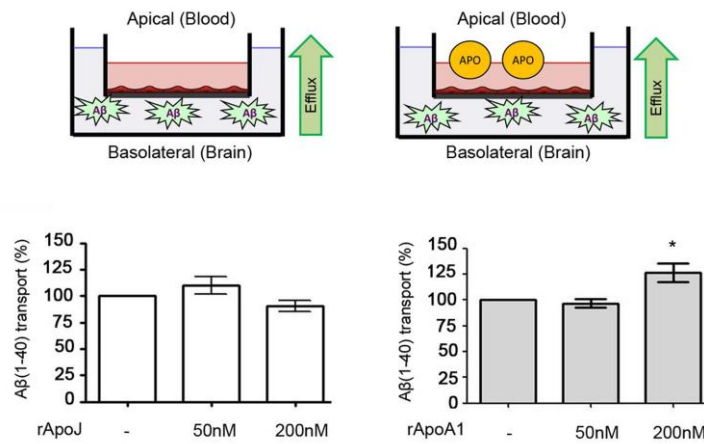 Apical (Blood)
Aβ Aβ Aβ
Efflux
Basolateral (Brain)
Apical (Blood)
APO APO
Aβ Aβ Aβ
Efflux
Basolateral (Brain)
Aβ(1-40) transport (%)
150
125
100
75
50
25
0
rApoJ - 50nM 200nM
Aβ(1-40) transport (%)
150
125
100
75
50
25
0
*
rApoA1 - 50nM 200nM